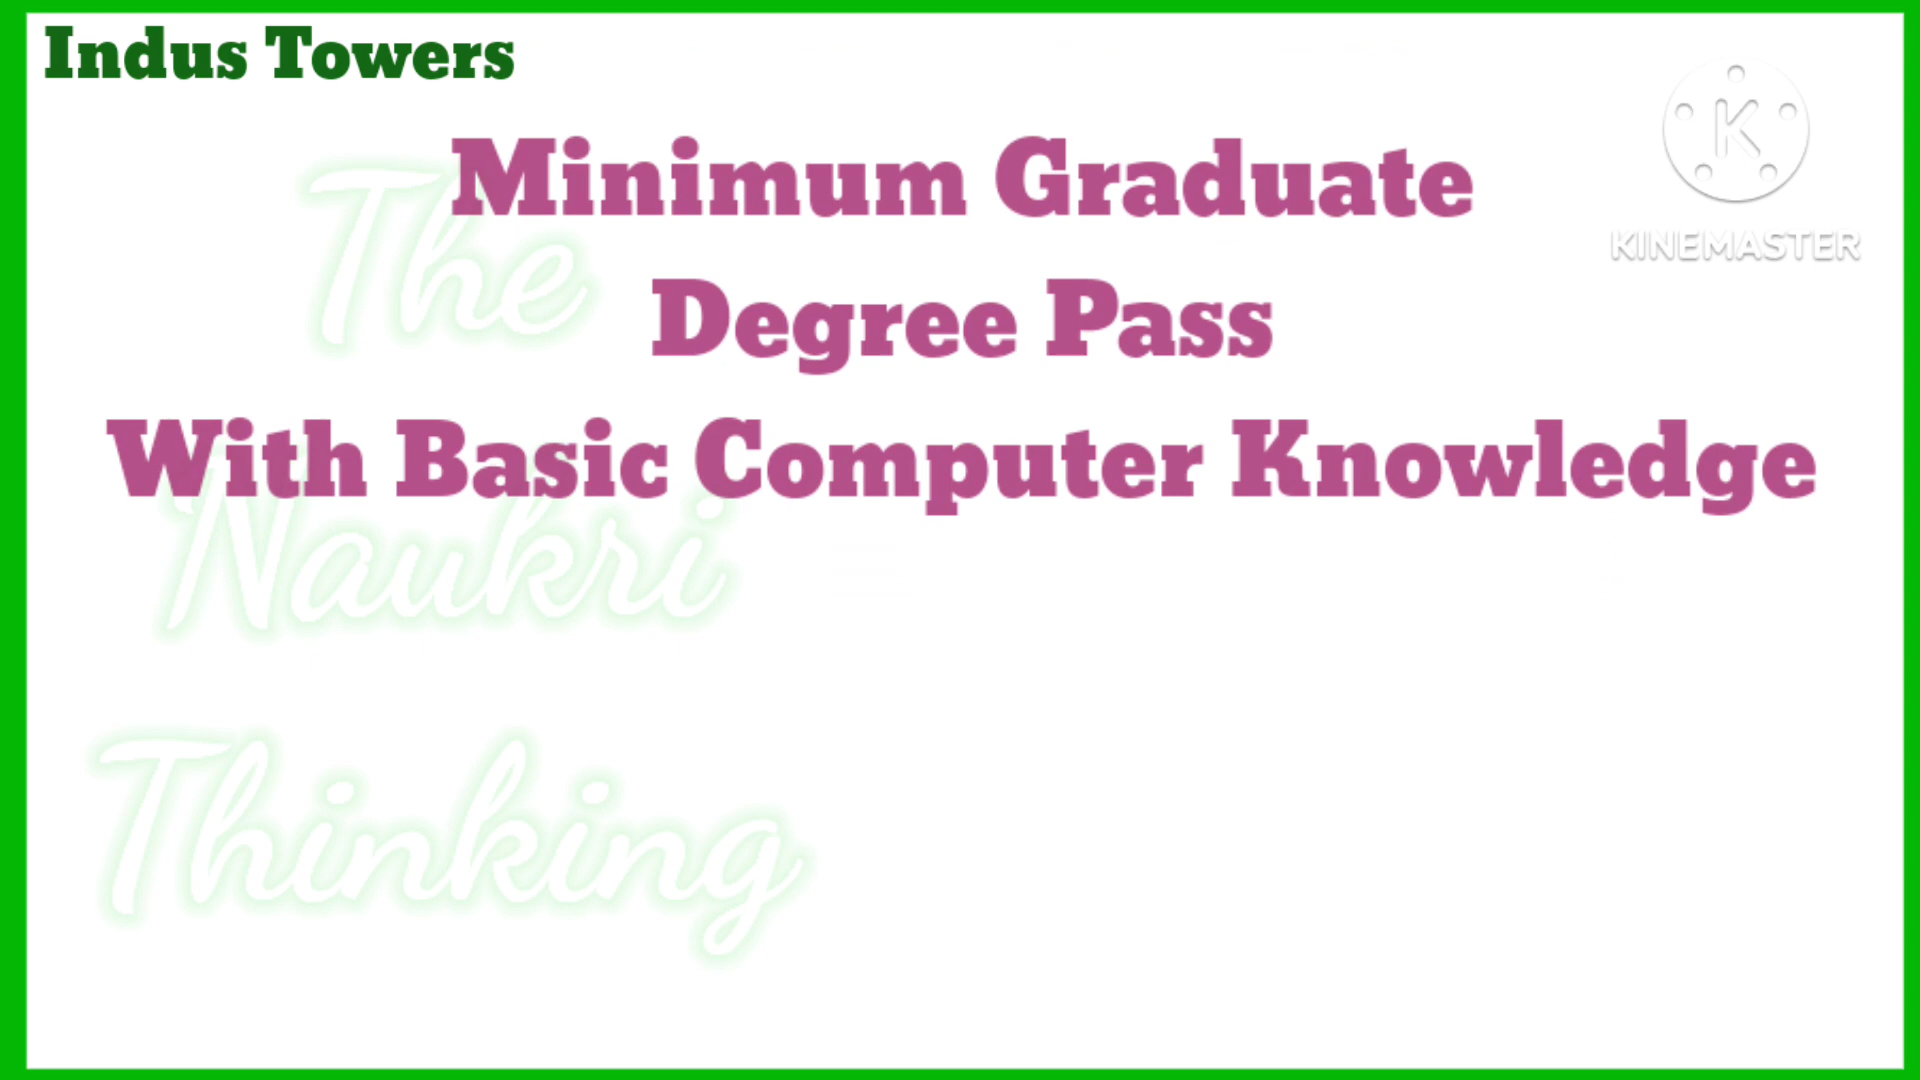 Indus Towers
Minimum Graduate
Degree Pass
With Basic Computer Knowledge
The
Naukri
Thinking
K
KINEMASTER